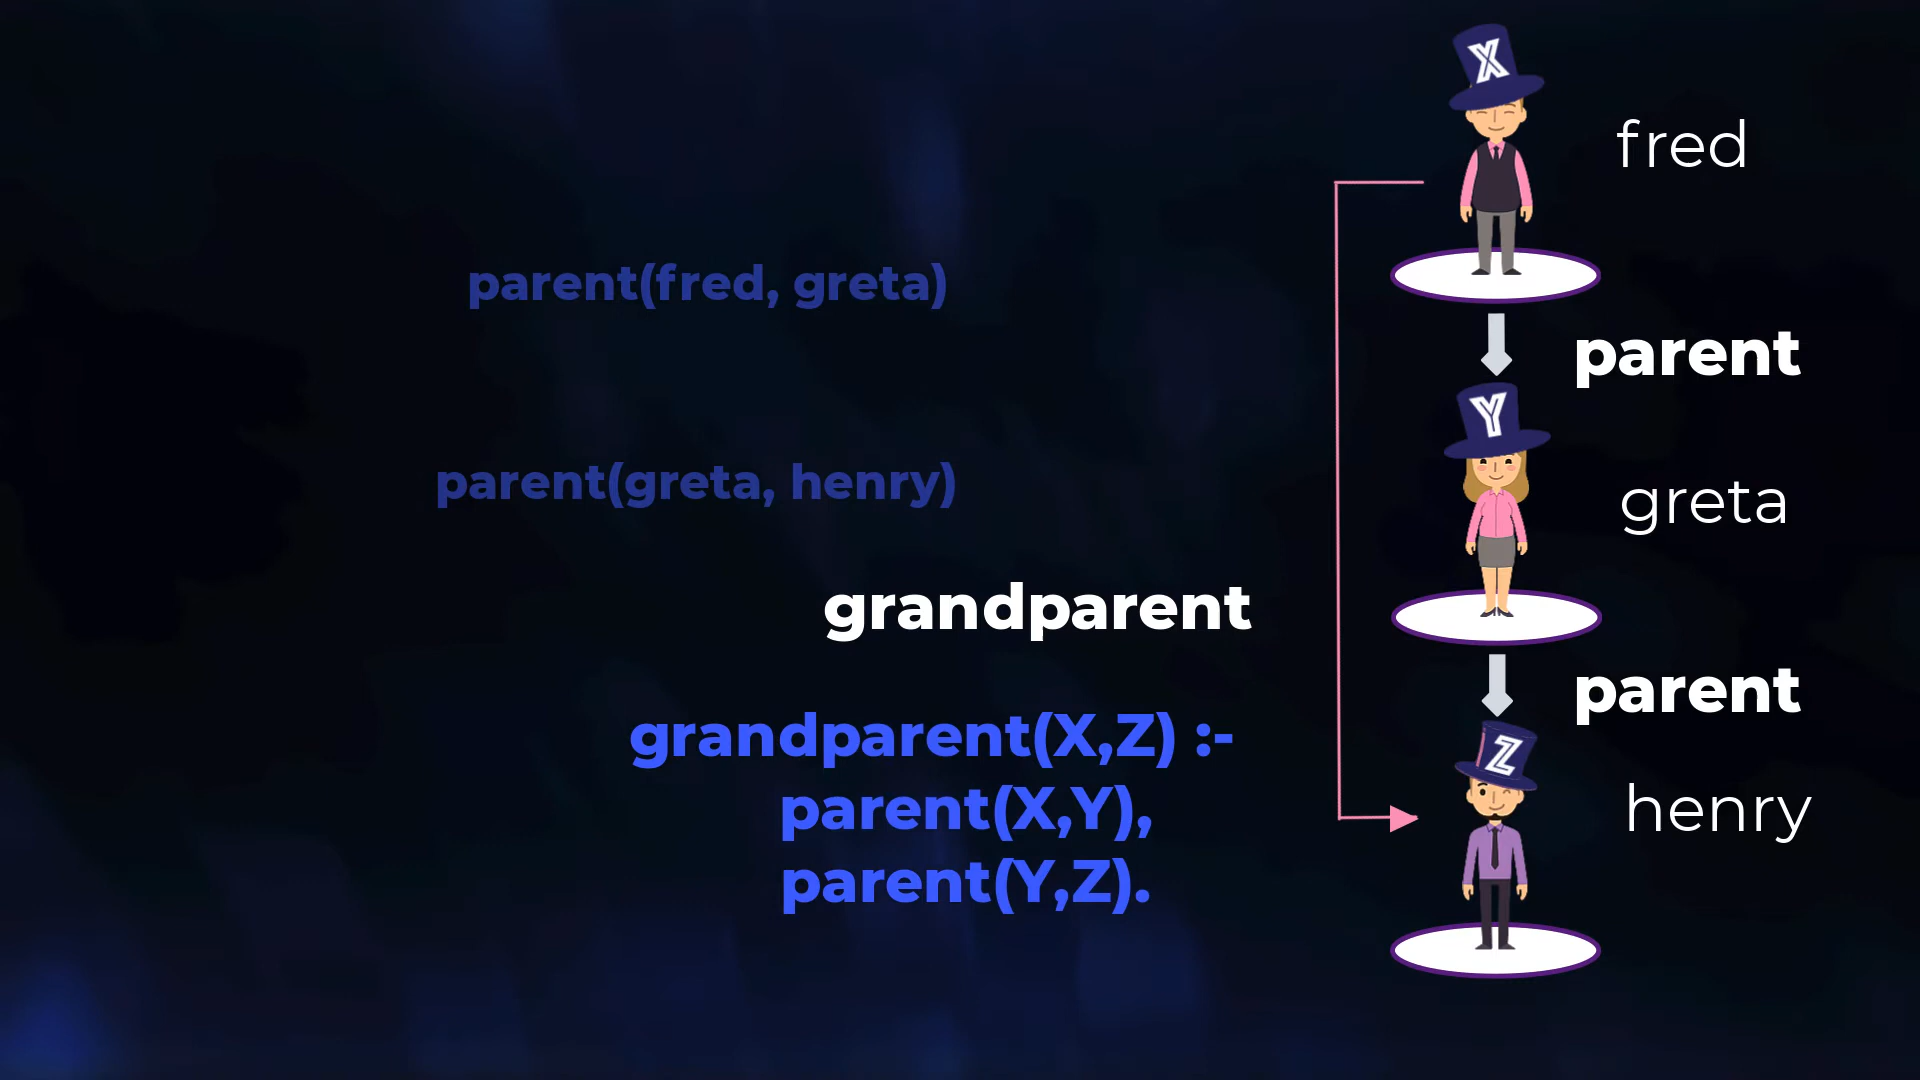 X
fred
parent(fred, greta)
parent
Y
parent(greta, henry)
greta
grandparent
parent
grandparent(X,Z) :-
Z
parent(X,Y),
henry
parent(Y,Z).